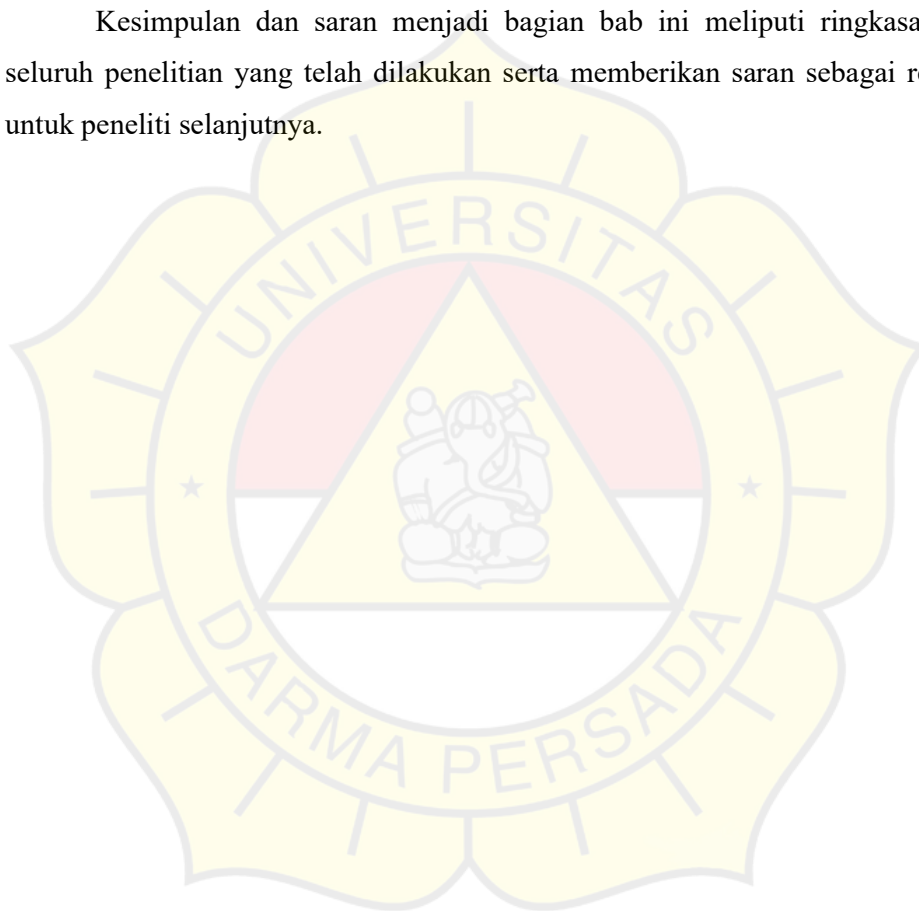 Kesimpulan dan saran menjadi bagian bab ini meliputi
seluruh penelitian yang telah dilakukan serta memberikan saran sebagai
untuk peneliti selanjutnya.
UNIVERSITAS
DARMA PERSADA